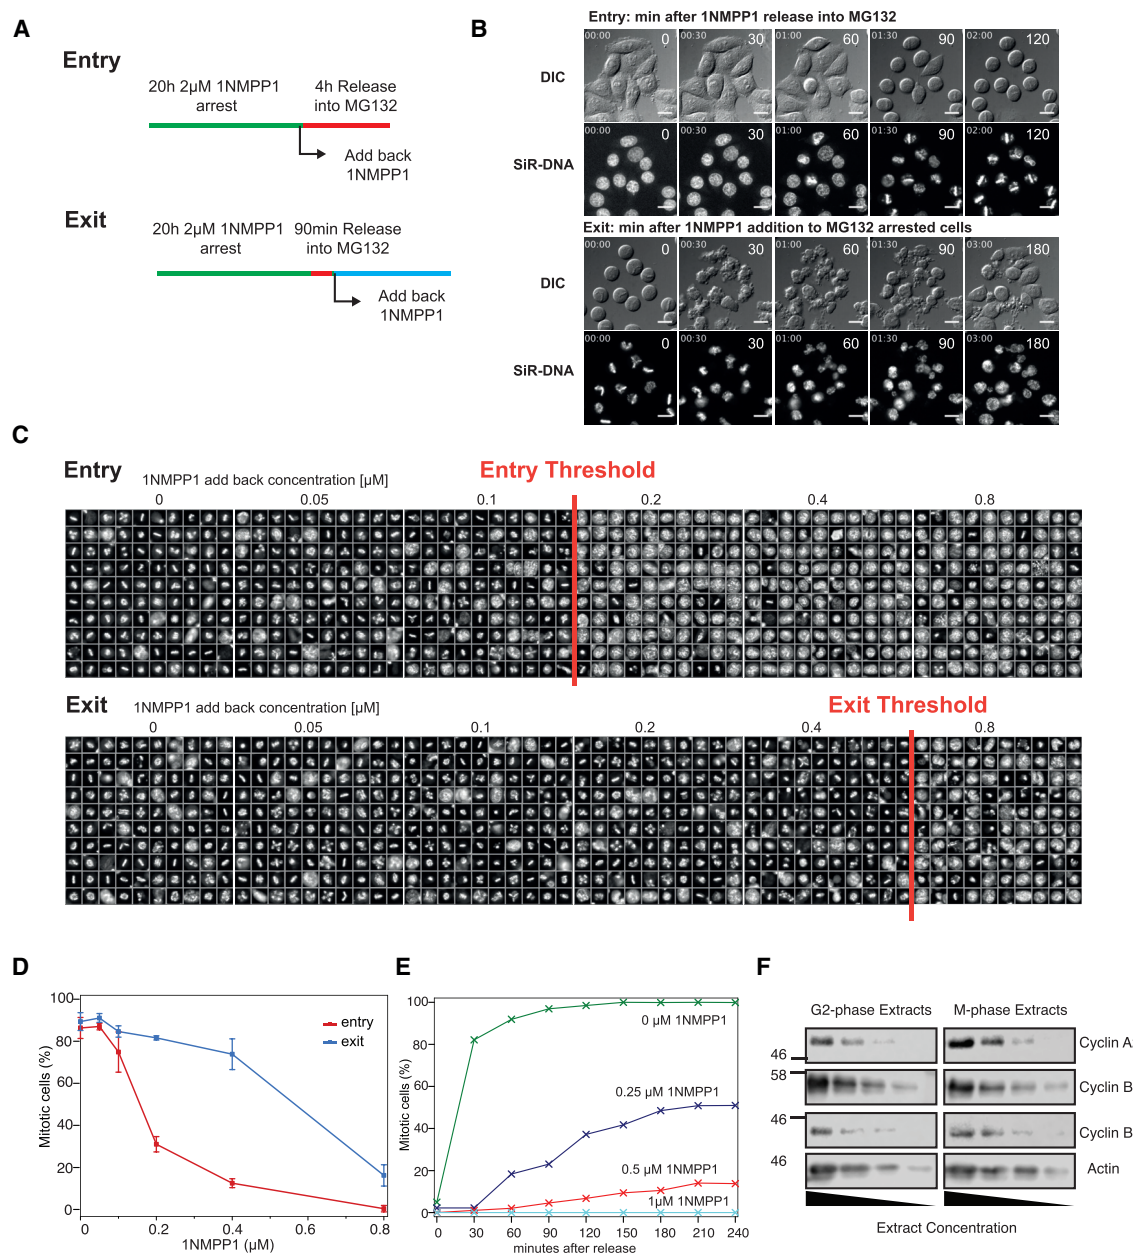 A
Entry
20h 2µM 1NMPP1
arrest
4h Release
into MG132
Add back
1NMPP1
Exit
20h 2µM 1NMPP1
arrest
90min Release
into MG132
Add back
1NMPP1
B
Entry: min after 1NMPP1 release into MG132
DIC
00:00 0
00:30 30
01:00 60
01:30 90
02:00 120
SiR-DNA
00:00 0
00:30 30
01:00 60
01:30 90
02:00 120
Exit: min after 1NMPP1 addition to MG132 arrested cells
DIC
00:00 0
00:30 30
01:00 60
01:30 90
03:00 180
SiR-DNA
00:00 0
00:30 30
01:00 60
01:30 90
03:00 180
C
Entry
1NMPP1 add back concentration [µM]
Entry Threshold
0 0.05 0.1 0.2 0.4 0.8
Exit
1NMPP1 add back concentration [µM]
Exit Threshold
0 0.05 0.1 0.2 0.4 0.8
D
Mitotic cells (%)
100
80
60
40
20
0
entry
exit
0 0.2 0.4 0.6 0.8
1NMPP1 (µM)
E
Mitotic cells (%)
100
80
60
40
20
0
0 µM 1NMPP1
0.25 µM 1NMPP1
0.5 µM 1NMPP1
1µM 1NMPP1
0 30 60 90 120 150 180 210 240
minutes after release
F
G2-phase Extracts M-phase Extracts
46
Cyclin A
58
Cyclin B
46
Cyclin B
46
Actin
Extract Concentration